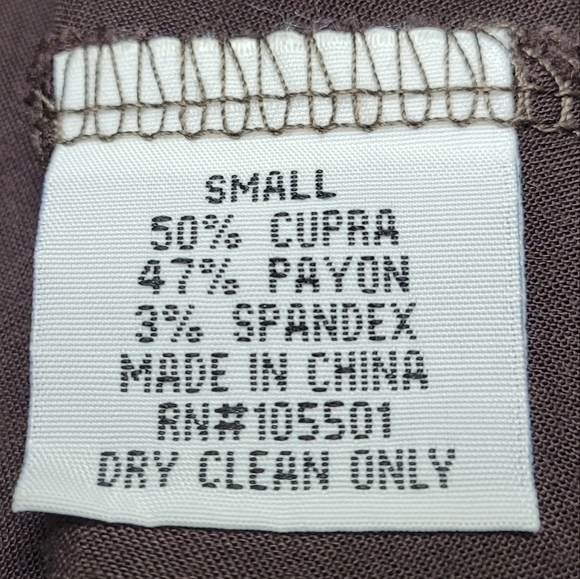 SMALL
50% CUPRA
47% PAYON
3% SPANDEX
MADE IN CHINA
RN#105501
DRY CLEAN ONLY